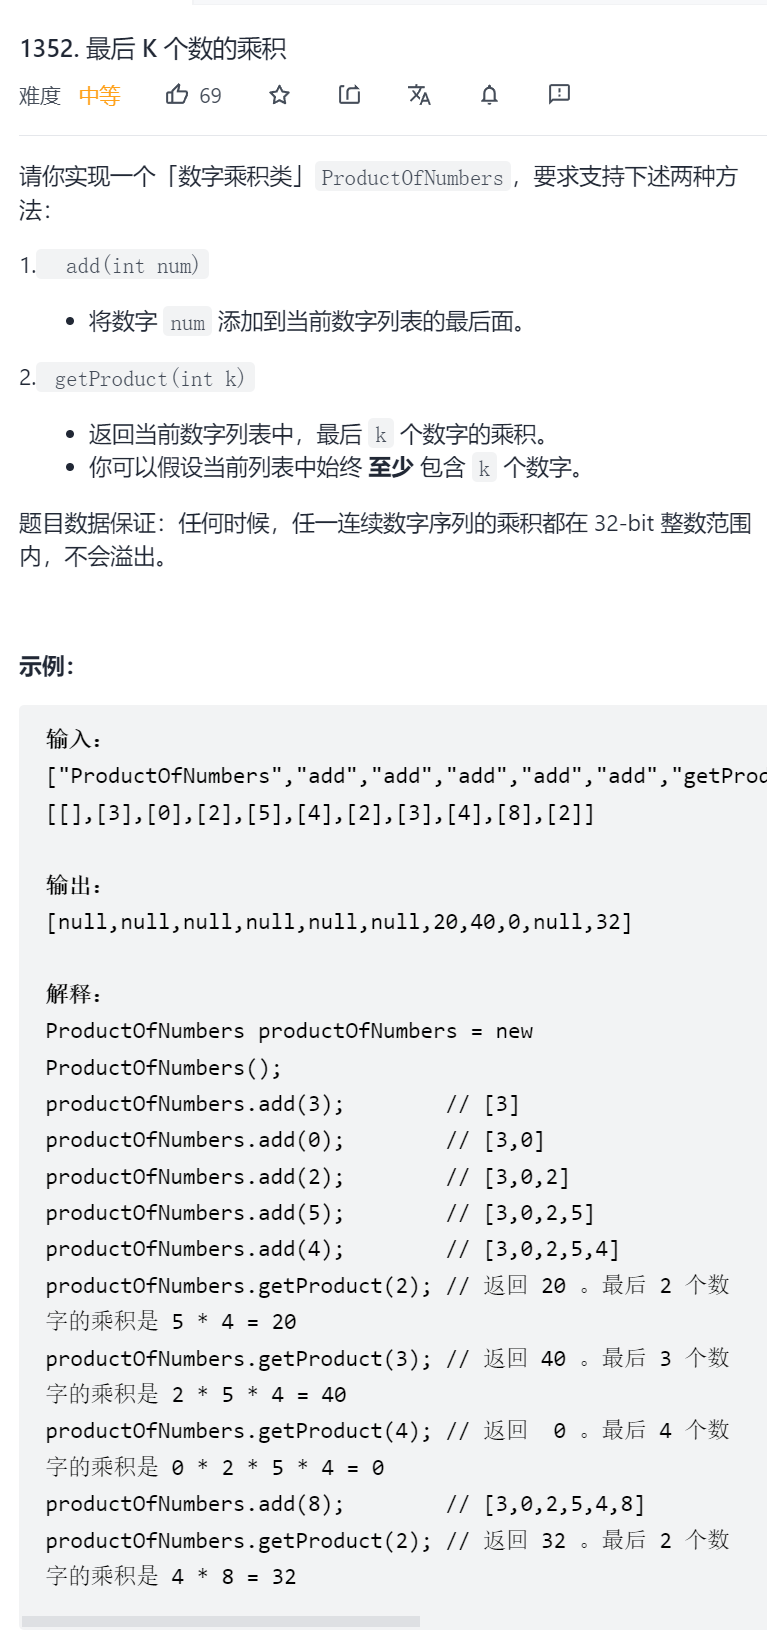 1352. 最后 K 个数的乘积
难度 中等 69
请你实现一个「数字乘积类」ProductOfNumbers，要求支持下述两种方
法：
1. add(int num)
• 将数字 num 添加到当前数字列表的最后面。
2. getProduct(int k)
• 返回当前数字列表中，最后 k 个数字的乘积。
• 你可以假设当前列表中始终 至少 包含 k 个数字。
题目数据保证：任何时候，任一连续数字序列的乘积都在 32-bit 整数范围
内，不会溢出。
示例：
输入：
["ProductOfNumbers","add","add","add","add","add","getProd
[[],[3],[0],[2],[5],[4],[2],[3],[4],[8],[2]]
输出：
[null,null,null,null,null,null,20,40,0,null,32]
解释：
ProductOfNumbers productOfNumbers = new
ProductOfNumbers();
productOfNumbers.add(3);        // [3]
productOfNumbers.add(0);        // [3,0]
productOfNumbers.add(2);        // [3,0,2]
productOfNumbers.add(5);        // [3,0,2,5]
productOfNumbers.add(4);        // [3,0,2,5,4]
productOfNumbers.getProduct(2); // 返回 20 。最后 2 个数
字的乘积是 5 * 4 = 20
productOfNumbers.getProduct(3); // 返回 40 。最后 3 个数
字的乘积是 2 * 5 * 4 = 40
productOfNumbers.getProduct(4); // 返回  0 。最后 4 个数
字的乘积是 0 * 2 * 5 * 4 = 0
productOfNumbers.add(8);        // [3,0,2,5,4,8]
productOfNumbers.getProduct(2); // 返回 32 。最后 2 个数
字的乘积是 4 * 8 = 32